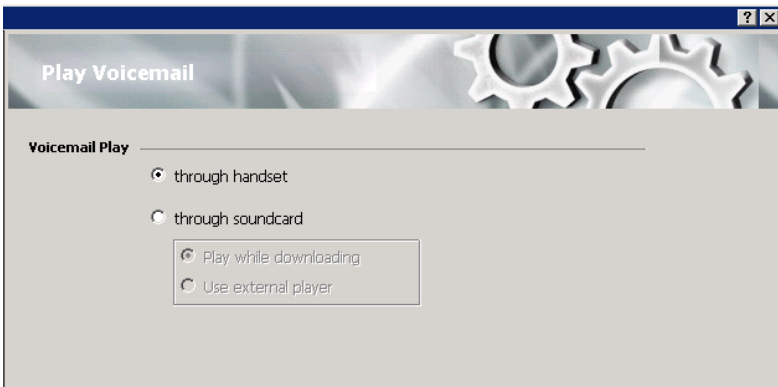 Play Voicemail
Voicemail Play
through handset
through soundcard
Play while downloading
Use external player